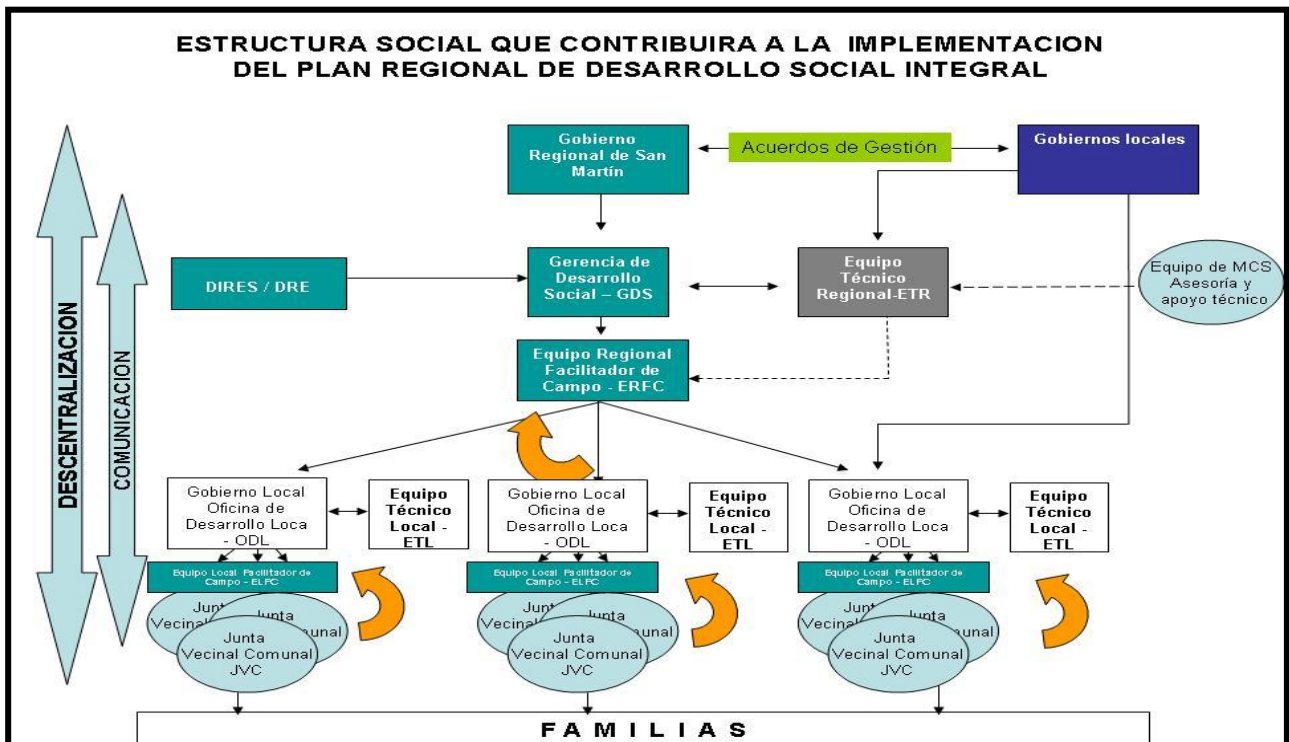 ESTRUCTURA SOCIAL QUE CONTRIBUIRA A LA IMPLEMENTACION
DEL PLAN REGIONAL DE DESARROLLO SOCIAL INTEGRAL
DESCENTRALIZACION
COMUNICACION
Gobierno
Regional de San
Martín
Acuerdos de Gestión
Gobiernos locales
DIRES / DRE
Gerencia de
Desarrollo
Social – GDS
Equipo
Técnico
Regional-ETR
Equipo de MCS
Asesoría y
apoyo técnico
Equipo Regional
Facilitador de
Campo - ERFC
Gobierno Local
Oficina de
Desarrollo Loca
- ODL
Equipo
Técnico
Local -
ETL
Gobierno Local
Oficina de
Desarrollo Loca
- ODL
Equipo
Técnico
Local -
ETL
Gobierno Local
Oficina de
Desarrollo Loca
- ODL
Equipo
Técnico
Local -
ETL
Equipo Local Facilitador de
Campo - ELFC
Equipo Local Facilitador de
Campo - ELFC
Equipo Local Facilitador de
Campo - ELFC
Junta
Vecinal Comunal
JVC
Junta
Vecinal Comunal
JVC
Junta
Vecinal Comunal
JVC
F A M I L I A S